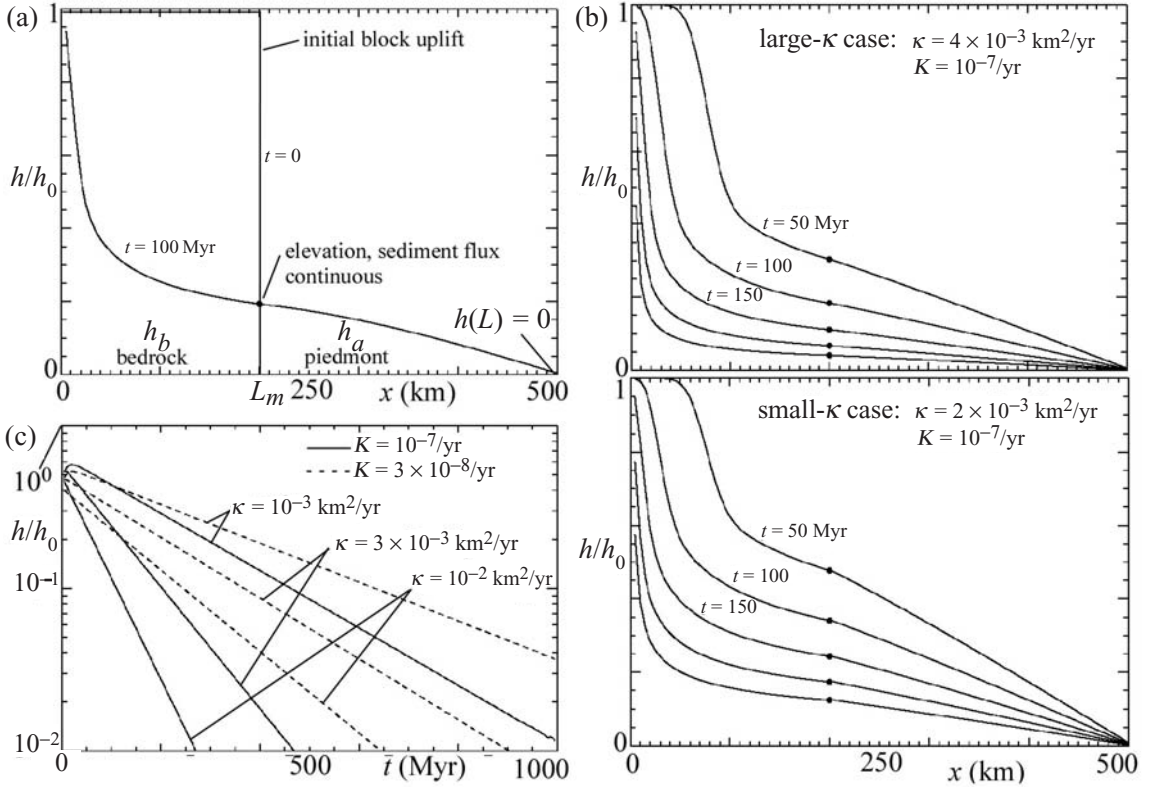 (a)
1
h/h₀
0
initial block uplift
t = 0
t = 100 Myr
elevation, sediment flux
continuous
h(L) = 0
h_b
bedrock
h_a
piedmont
0 L_m 250 x (km) 500
(b)
1
h/h₀
0
large-κ case: κ = 4 × 10⁻³ km²/yr
K = 10⁻⁷/yr
t = 50 Myr
t = 100
t = 150
1
h/h₀
0
small-κ case: κ = 2 × 10⁻³ km²/yr
K = 10⁻⁷/yr
t = 50 Myr
t = 100
t = 150
0 250 x (km) 500
(c)
10⁰
h/h₀
10⁻¹
10⁻²
K = 10⁻⁷/yr
K = 3 × 10⁻⁸/yr
κ = 10⁻³ km²/yr
κ = 3 × 10⁻³ km²/yr
κ = 10⁻² km²/yr
0 500 t̄ (Myr) 1000